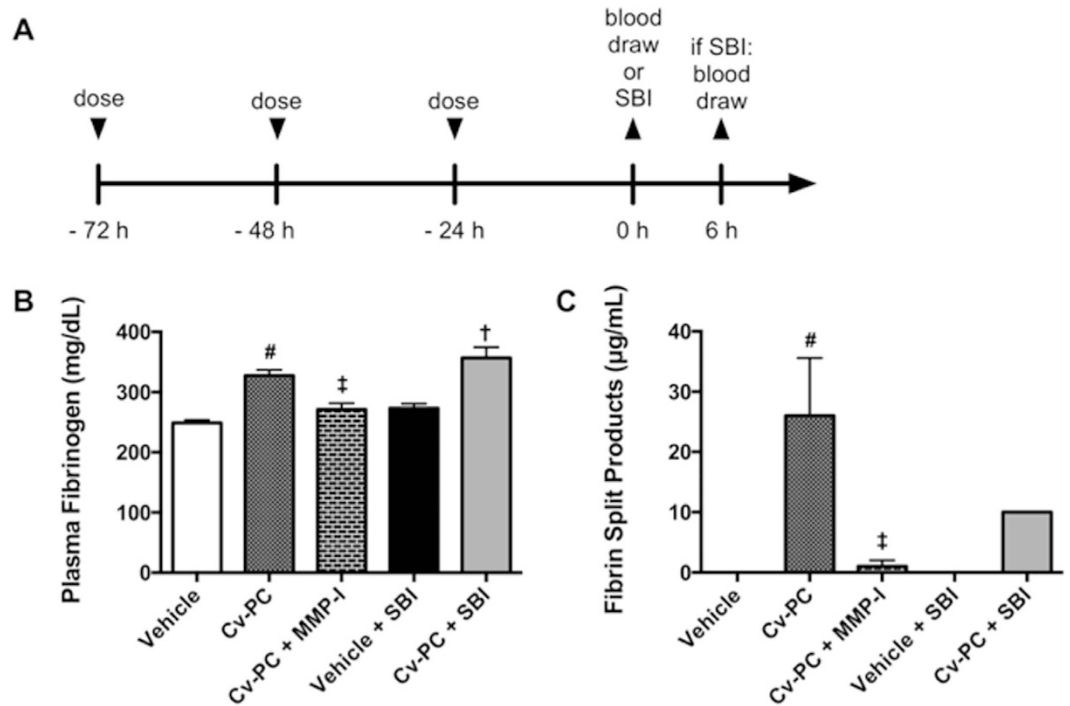 A
dose
dose
dose
blood
draw
or
SBI
if SBI:
blood
draw
- 72 h
- 48 h
- 24 h
0 h
6 h
B
Plasma Fibrinogen (mg/dL)
400
300
200
100
0
#
‡
†
Vehicle
Cv-PC
Cv-PC + MMP-I
Vehicle + SBI
Cv-PC + SBI
C
Fibrin Split Products (µg/mL)
40
30
20
10
0
#
‡
Vehicle
Cv-PC
Cv-PC + MMP-I
Vehicle + SBI
Cv-PC + SBI